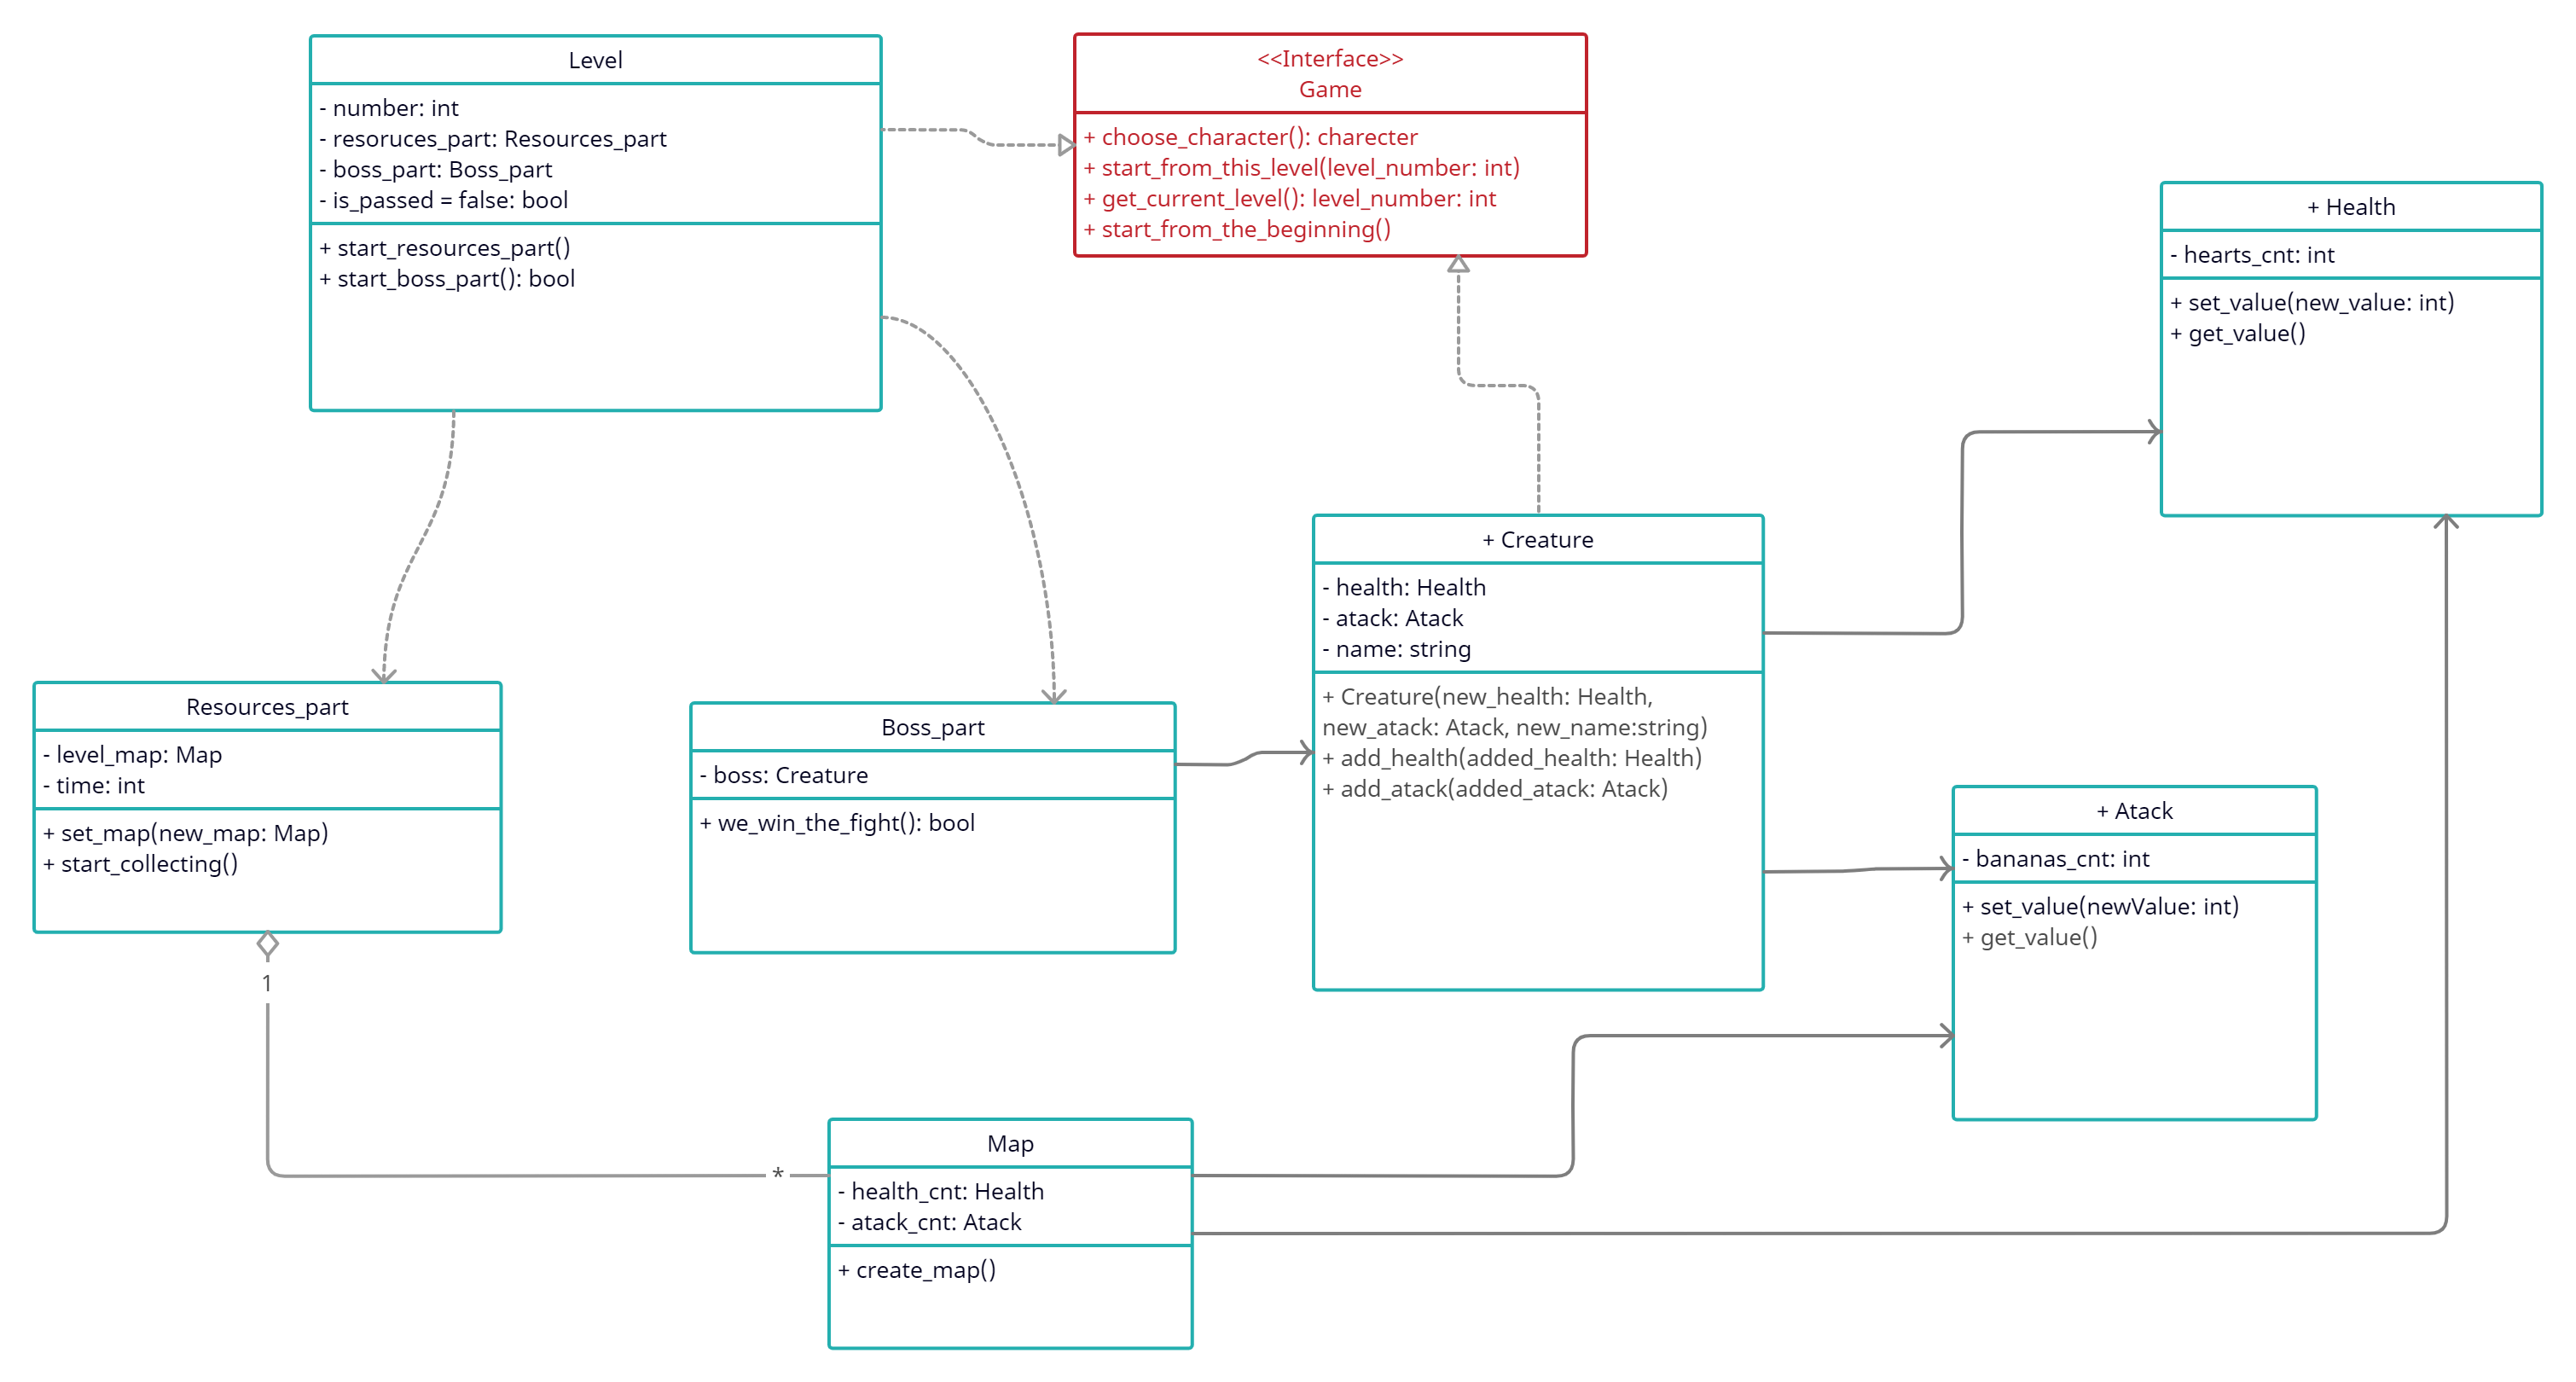 Level
- number: int
- resoruces_part: Resources_part
- boss_part: Boss_part
- is_passed = false: bool
+ start_resources_part()
+ start_boss_part(): bool
<<Interface>>
Game
+ choose_character(): charecter
+ start_from_this_level(level_number: int)
+ get_current_level(): level_number: int
+ start_from_the_beginning()
+ Health
- hearts_cnt: int
+ set_value(new_value: int)
+ get_value()
+ Creature
- health: Health
- atack: Atack
- name: string
+ Creature(new_health: Health,
new_atack: Atack, new_name:string)
+ add_health(added_health: Health)
+ add_atack(added_atack: Atack)
Resources_part
- level_map: Map
- time: int
+ set_map(new_map: Map)
+ start_collecting()
Boss_part
- boss: Creature
+ we_win_the_fight(): bool
+ Atack
- bananas_cnt: int
+ set_value(newValue: int)
+ get_value()
1
*
Map
- health_cnt: Health
- atack_cnt: Atack
+ create_map()